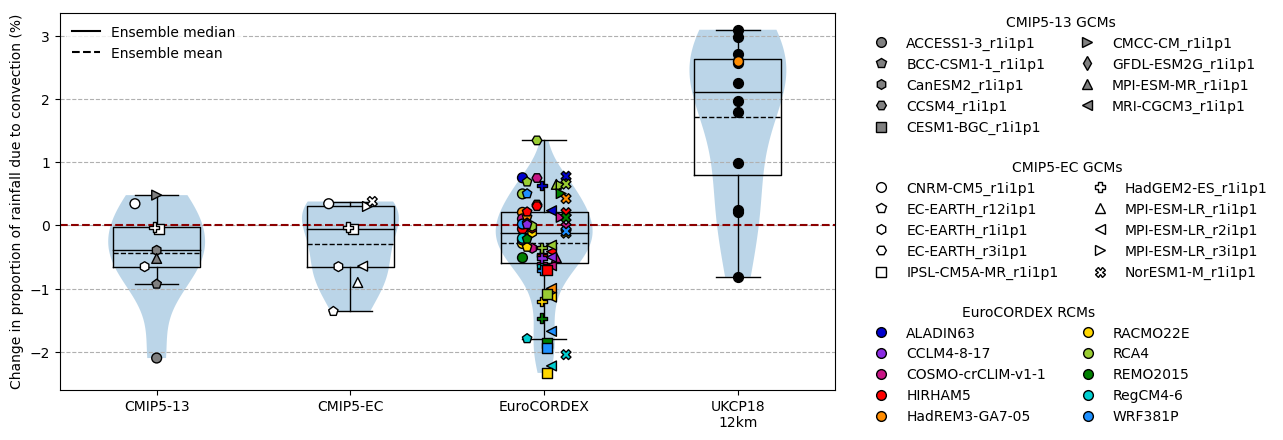 Change in proportion of rainfall due to convection (%)
3
2
1
0
−1
−2
Ensemble median
Ensemble mean
CMIP5-13
CMIP5-EC
EuroCORDEX
UKCP18
12km
CMIP5-13 GCMs
ACCESS1-3_r1i1p1
BCC-CSM1-1_r1i1p1
CanESM2_r1i1p1
CCSM4_r1i1p1
CESM1-BGC_r1i1p1
CMCC-CM_r1i1p1
GFDL-ESM2G_r1i1p1
MPI-ESM-MR_r1i1p1
MRI-CGCM3_r1i1p1
CMIP5-EC GCMs
CNRM-CM5_r1i1p1
EC-EARTH_r12i1p1
EC-EARTH_r1i1p1
EC-EARTH_r3i1p1
IPSL-CM5A-MR_r1i1p1
HadGEM2-ES_r1i1p1
MPI-ESM-LR_r1i1p1
MPI-ESM-LR_r2i1p1
MPI-ESM-LR_r3i1p1
NorESM1-M_r1i1p1
EuroCORDEX RCMs
ALADIN63
CCLM4-8-17
COSMO-crCLIM-v1-1
HIRHAM5
HadREM3-GA7-05
RACMO22E
RCA4
REMO2015
RegCM4-6
WRF381P